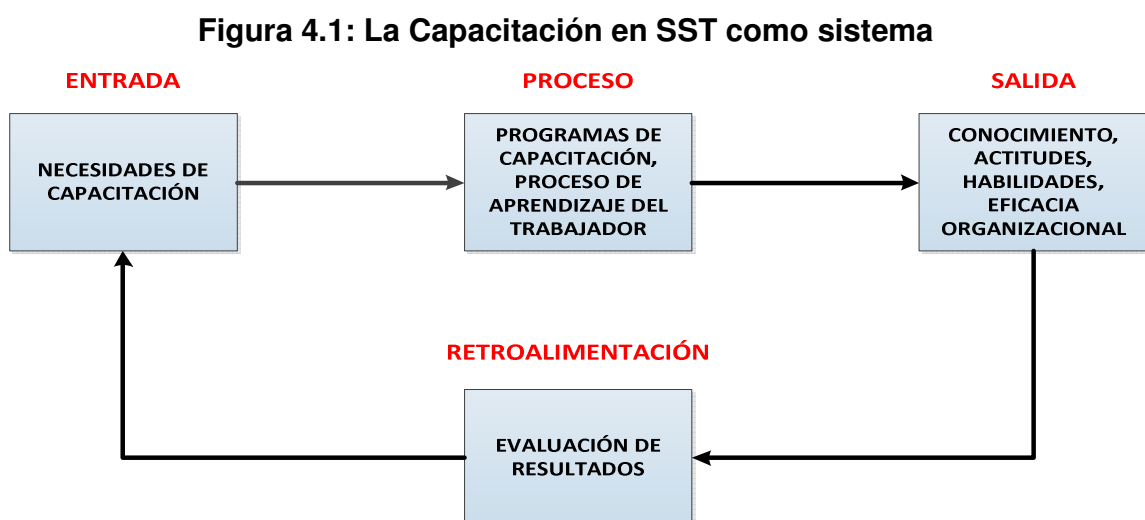 Figura 4.1: La Capacitación en SST como sistema
ENTRADA
NECESIDADES DE
CAPACITACIÓN
PROCESO
PROGRAMAS DE
CAPACITACIÓN,
PROCESO DE
APRENDIZAJE DEL
TRABAJADOR
SALIDA
CONOCIMIENTO,
ACTITUDES,
HABILIDADES,
EFICACIA
ORGANIZACIONAL
RETROALIMENTACIÓN
EVALUACIÓN DE
RESULTADOS